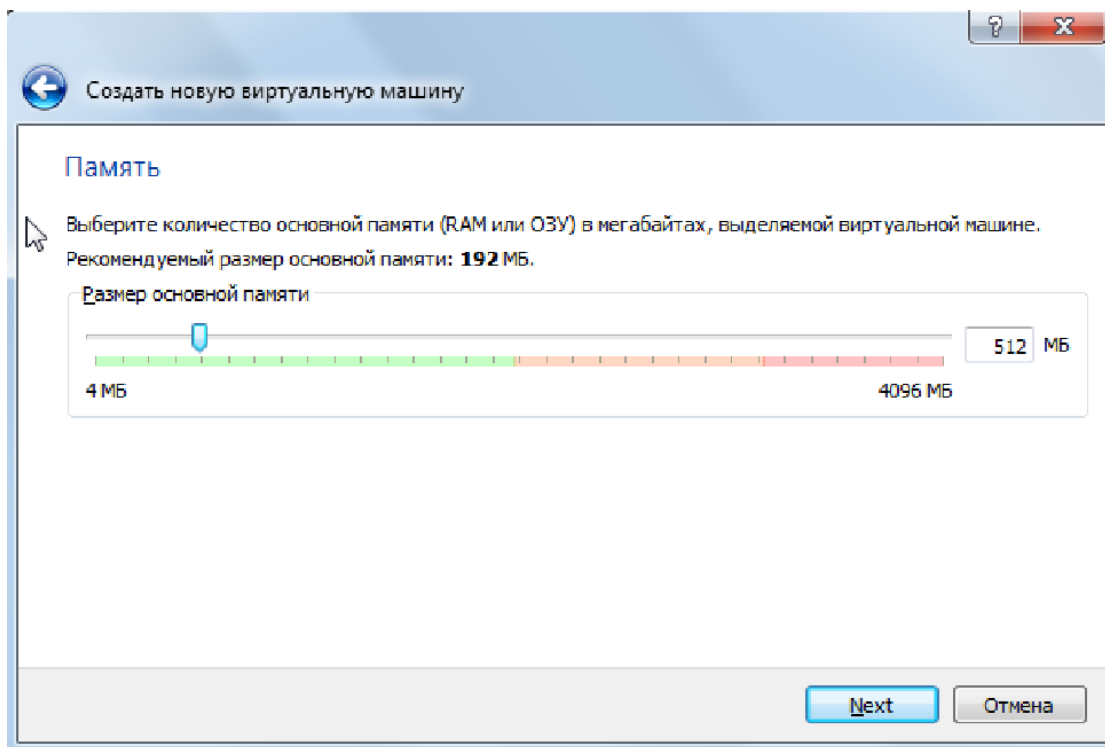 ?
Создать новую виртуальную машину
Память
Выберите количество основной памяти (RAM или ОЗУ) в мегабайтах, выделяемой виртуальной машине.
Рекомендуемый размер основной памяти: 192 МБ.
Размер основной памяти
512 МБ
4 МБ 4096 МБ
Next Отмена